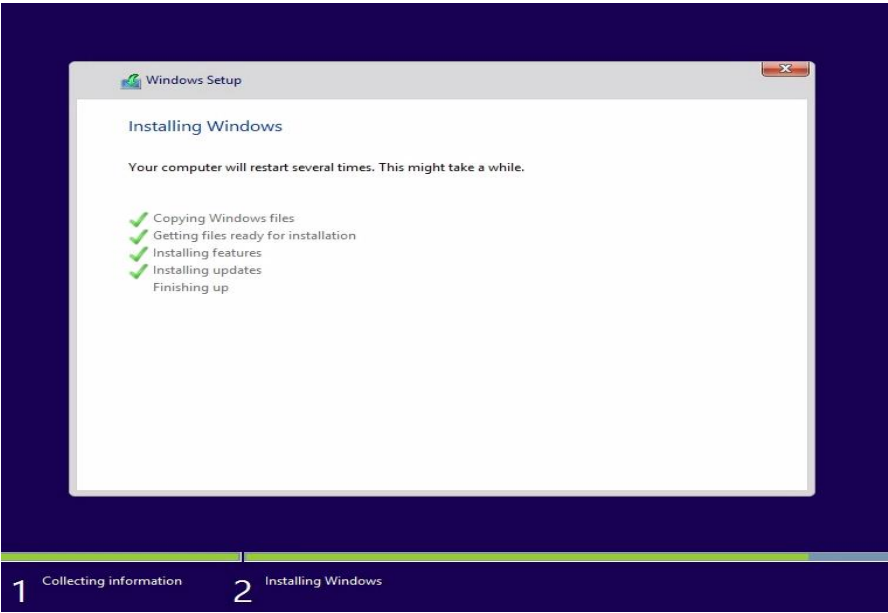 Windows Setup
Installing Windows
Your computer will restart several times. This might take a while.
Copying Windows files
Getting files ready for installation
Installing features
Installing updates
Finishing up
1 Collecting information
2 Installing Windows